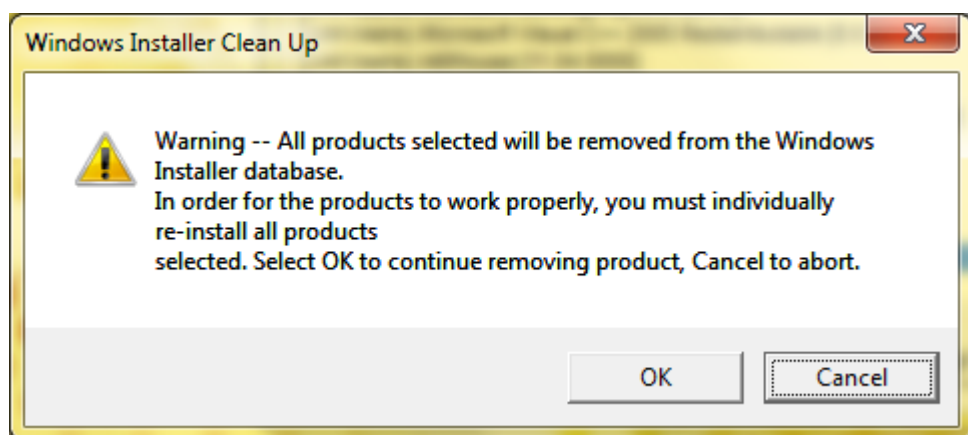 Windows Installer Clean Up
Warning -- All products selected will be removed from the Windows
Installer database.
In order for the products to work properly, you must individually
re-install all products
selected. Select OK to continue removing product, Cancel to abort.
OK
Cancel